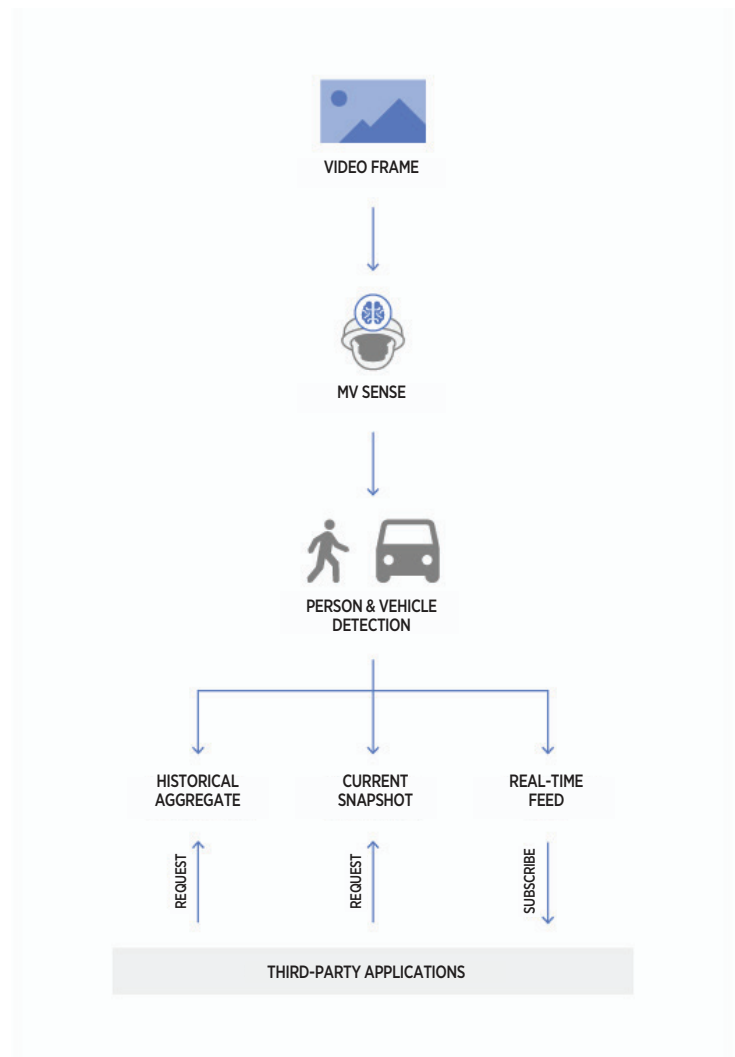 VIDEO FRAME
MV SENSE
PERSON & VEHICLE
DETECTION
HISTORICAL
AGGREGATE
CURRENT
SNAPSHOT
REAL-TIME
FEED
REQUEST
REQUEST
SUBSCRIBE
THIRD-PARTY APPLICATIONS